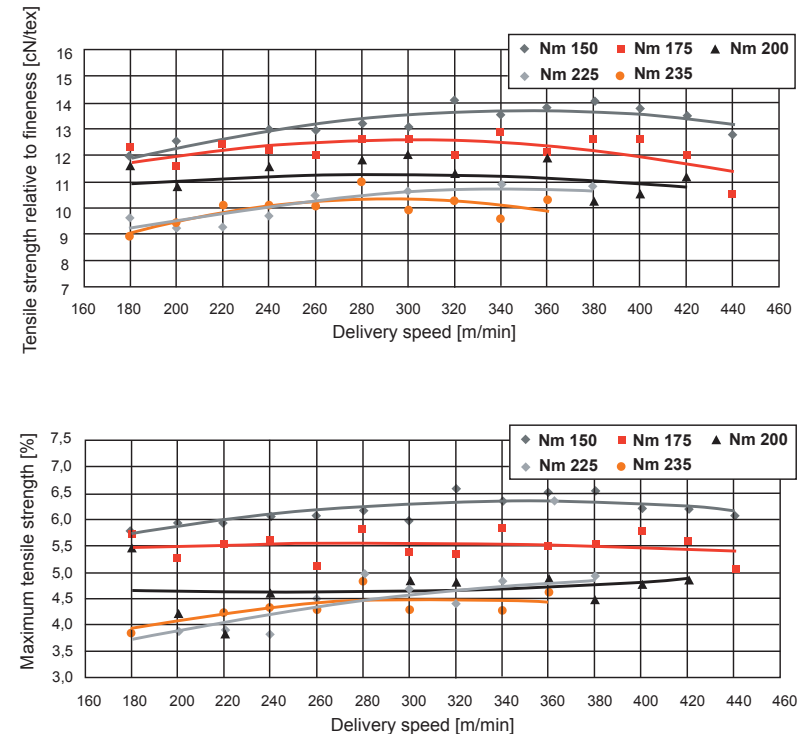 Tensile strength relative to fineness [cN/tex]
16
15
14
13
12
11
10
9
8
7
Nm 150 Nm 175 Nm 200
Nm 225 Nm 235
160 180 200 220 240 260 280 300 320 340 360 380 400 420 440 460
Delivery speed [m/min]
Maximum tensile strength [%]
7,5
7,0
6,5
6,0
5,5
5,0
4,5
4,0
3,5
3,0
Nm 150 Nm 175 Nm 200
Nm 225 Nm 235
160 180 200 220 240 260 280 300 320 340 360 380 400 420 440 460
Delivery speed [m/min]